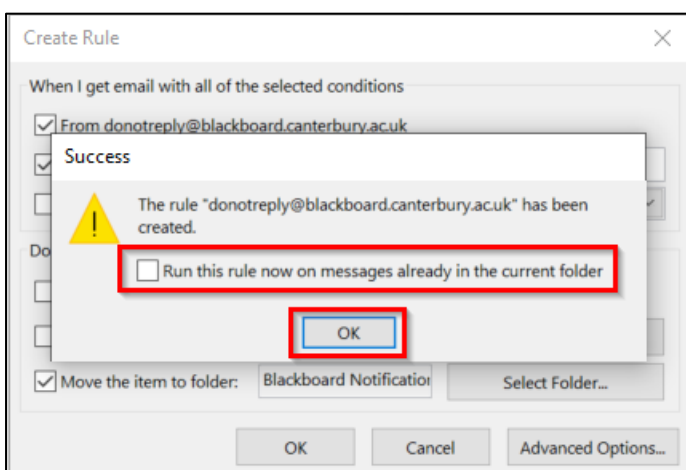 Create Rule
When I get email with all of the selected conditions
From donotreply@blackboard.canterbury.ac.uk
Success
The rule "donotreply@blackboard.canterbury.ac.uk" has been
created.
Do
Run this rule now on messages already in the current folder
OK
Move the item to folder: Blackboard Notification Select Folder...
OK Cancel Advanced Options...